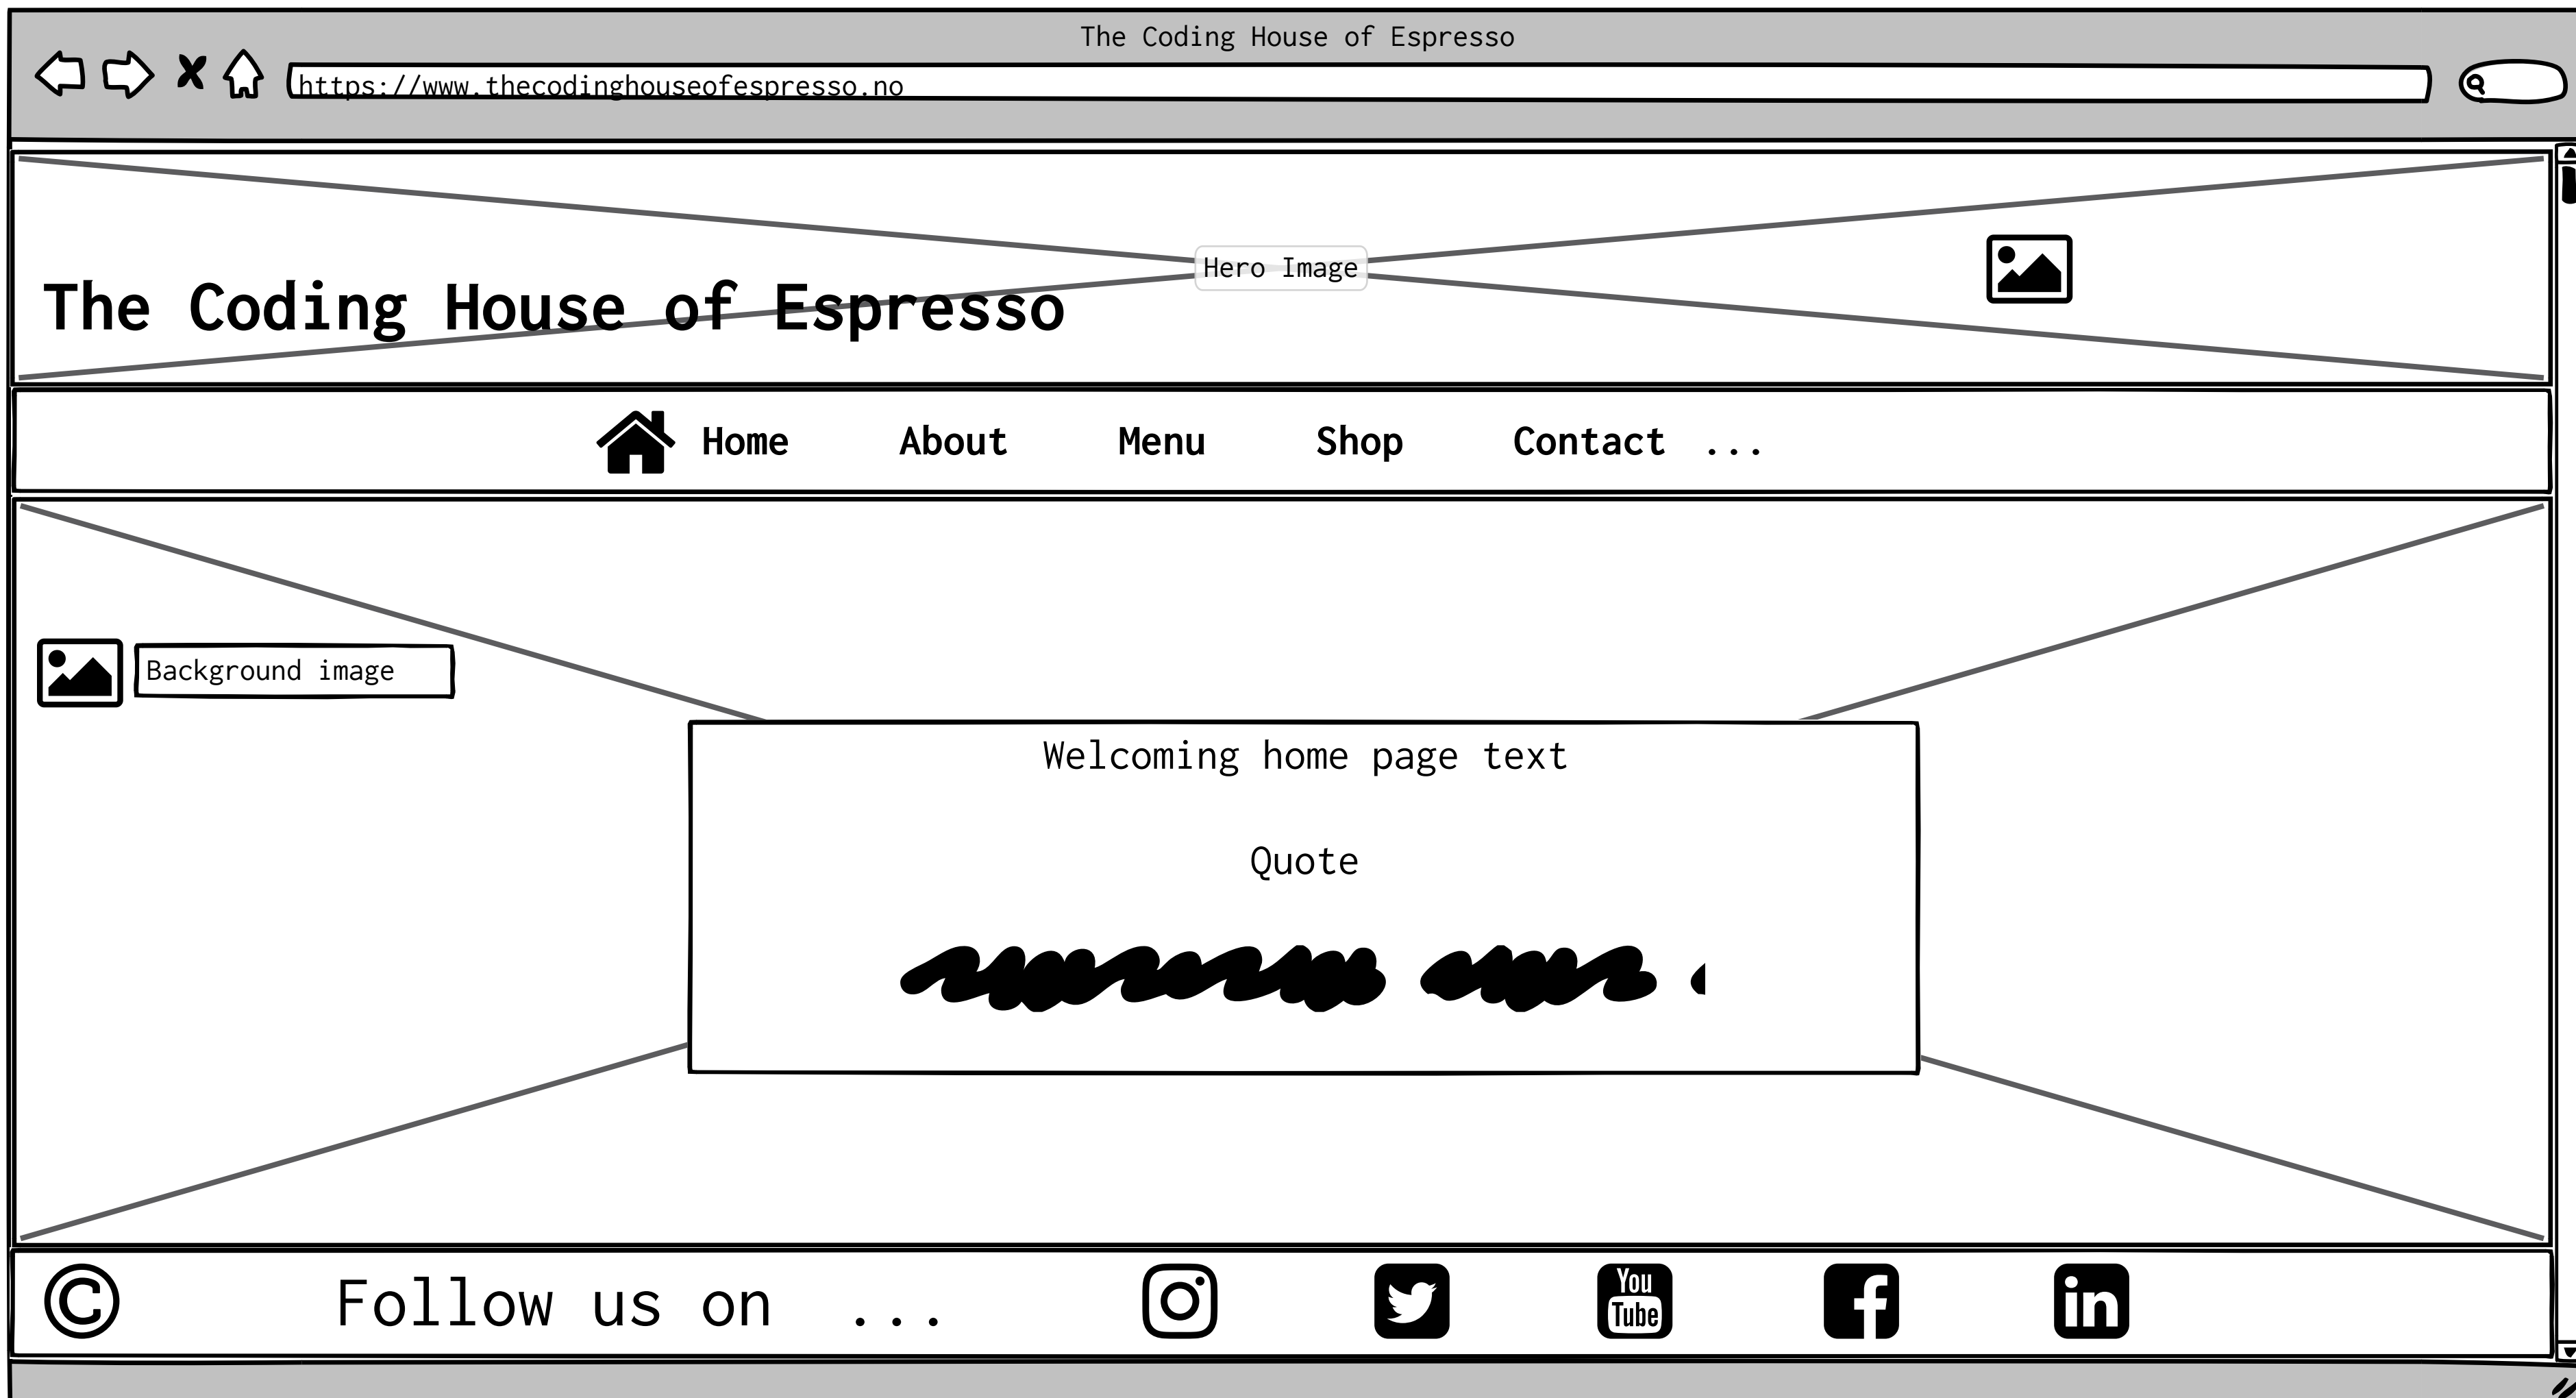 The Coding House of Espresso
https://www.thecodinghouseofespresso.no
Hero Image
The Coding House of Espresso
Home About Menu Shop Contact ...
Background image
Welcoming home page text
Quote
© Follow us on ... You Tube f in